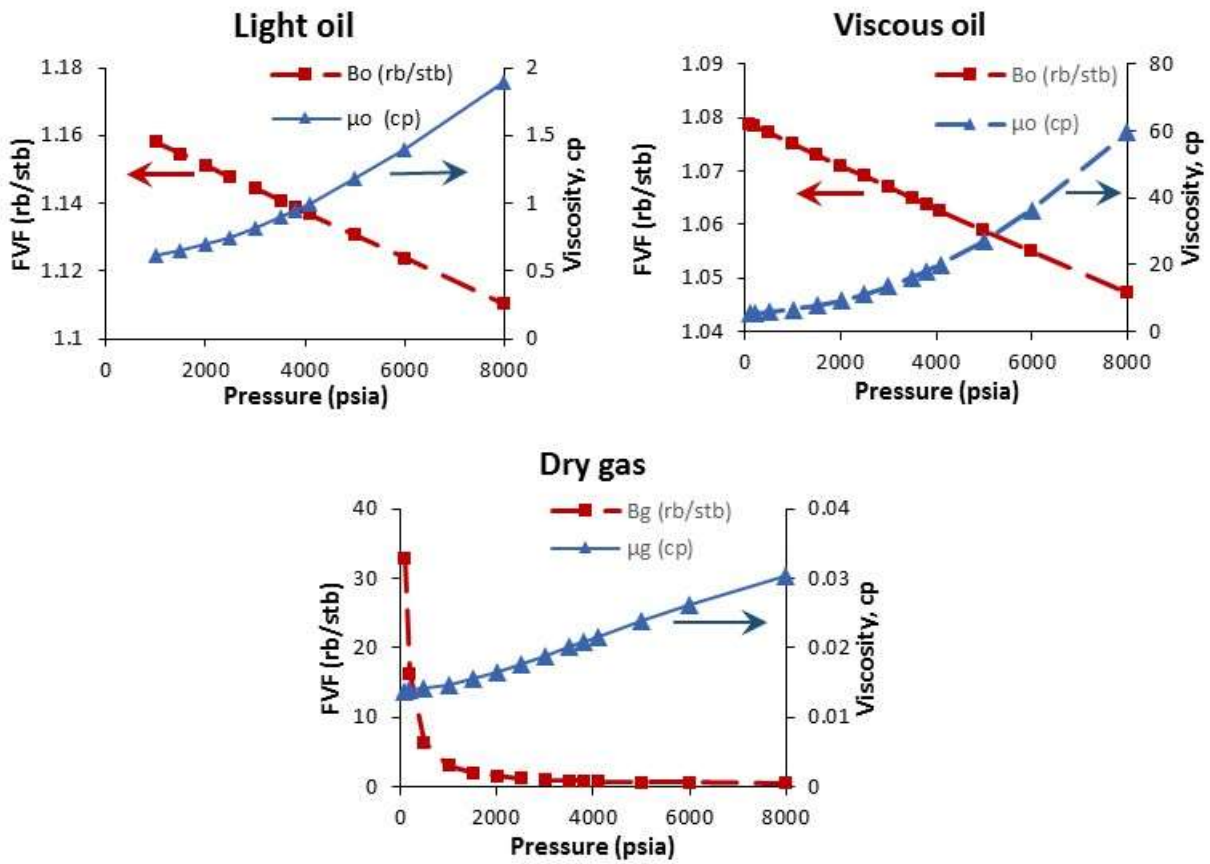 Light oil
1.18
1.16
1.14
1.12
1.1
FVF (rb/stb)
Bo (rb/stb)
μo (cp)
2
1.5
1
0.5
0
Viscosity, cp
0 2000 4000 6000 8000
Pressure (psia)
Viscous oil
1.09
1.08
1.07
1.06
1.05
1.04
FVF (rb/stb)
Bo (rb/stb)
μo (cp)
80
60
40
20
0
Viscosity, cp
0 2000 4000 6000 8000
Pressure (psia)
Dry gas
40
30
20
10
0
FVF (rb/stb)
Bg (rb/stb)
μg (cp)
0.04
0.03
0.02
0.01
0
Viscosity, cp
0 2000 4000 6000 8000
Pressure (psia)